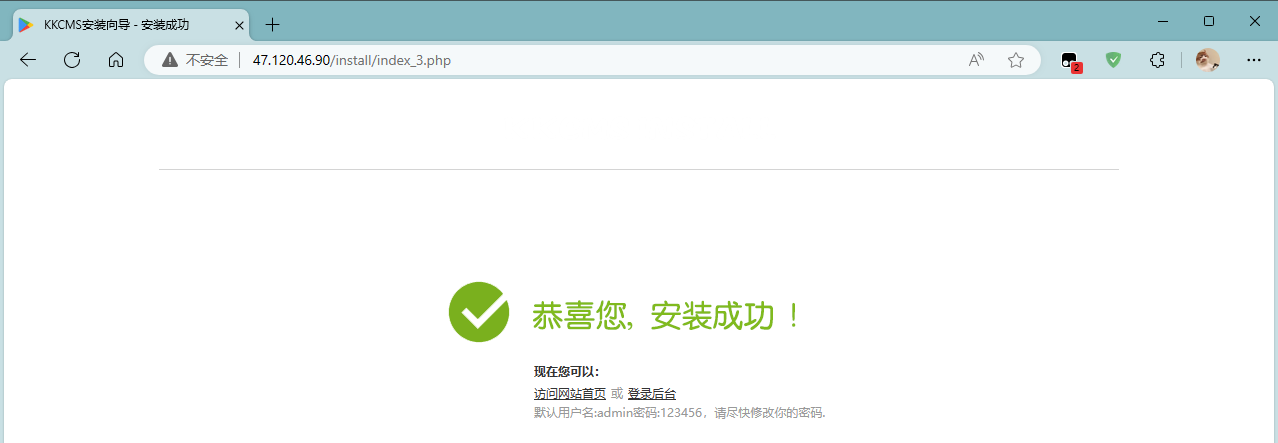 KKCMS安装向导 - 安装成功
不安全 47.120.46.90/install/index_3.php
2
恭喜您, 安装成功 !
现在您可以：
访问网站首页 或 登录后台
默认用户名:admin密码:123456，请尽快修改你的密码.